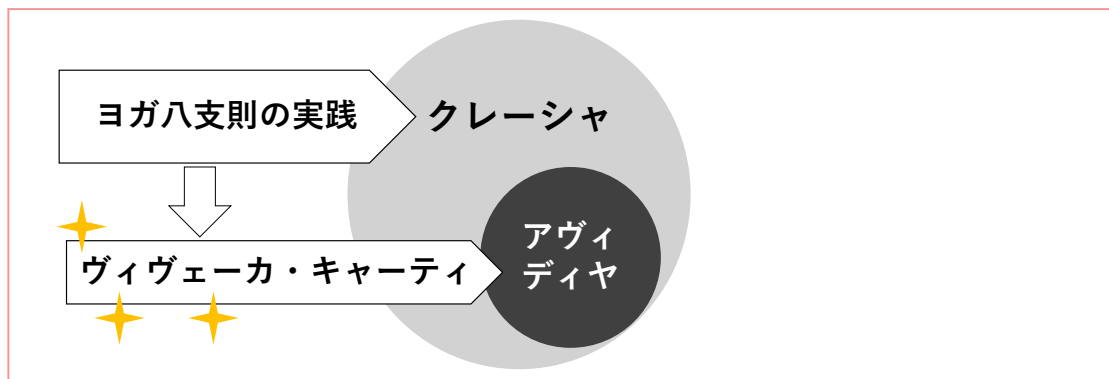 ヨガ八支則の実践
クレーシャ
ヴィヴェーカ・キャーティ
アヴィ
ディヤ